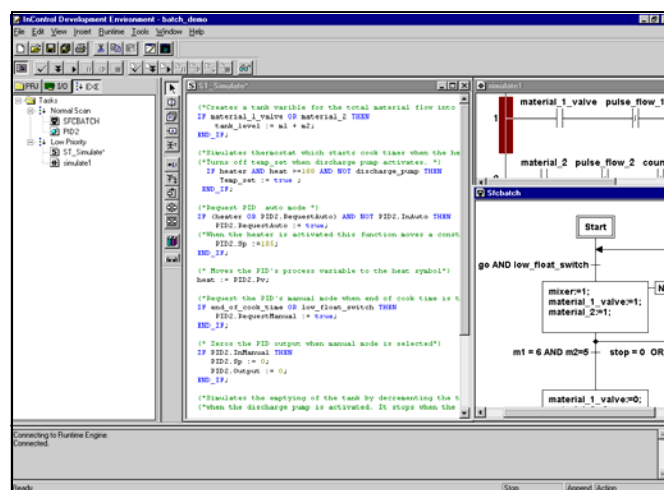 InControl Development Environment - batch_demo
File Edit View Insert Runtime Tools Window Help
PRJ I/O EXE
Tasks
Normal Scan
SFCBATCH
PID2
Low Priority
ST_Simulate*
simulate1
ST_Simulate*
(*Creates a tank varible for the total material flow into
IF material_1_valve OR material_2 THEN
tank_level := m1 + m2;
END_IF;
(*Simulates thermostat which starts cook timer when the he
(*Turns off temp_set when discharge pump activates. *)
IF heater AND heat >=180 AND NOT discharge_pump THEN
Temp_set := true ;
END_IF;
(*Request PID auto mode *)
IF (heater OR PID2.RequestAuto) AND NOT PID2.InAuto THEN
PID2.RequestAuto := true;
(*When the heater is activated this function moves a const
PID2.Sp :=185;
END_IF;
(* Moves the PID's process variable to the heat symbol*)
heat := PID2.Pv;
(*Request the PID's manual mode when end of cook time is t
IF end_of_cook_time OR low_float_switch THEN
PID2.RequestManual := true;
END_IF;
(* Zeros the PID output when manual mode is selected*)
IF PID2.InManual THEN
PID2.Sp := 0;
PID2.Output := 0;
END_IF;
(*Simulates the emptying of the tank by decrementing the t
(*when the discharge pump is activated. It stops when the
simulate1
material_1_valve pulse_flow_1
1
material_2 pulse_flow_2 coun
Sfcbatch
Start
go AND low_float_switch
mixer:=1;
material_1_valve:=1;
material_2:=1;
N
m1 = 6 AND m2=5 stop = 0 OR
material_1_valve:=0;
Connecting to Runtime Engine.
Connected.
Ready Stop Append Action